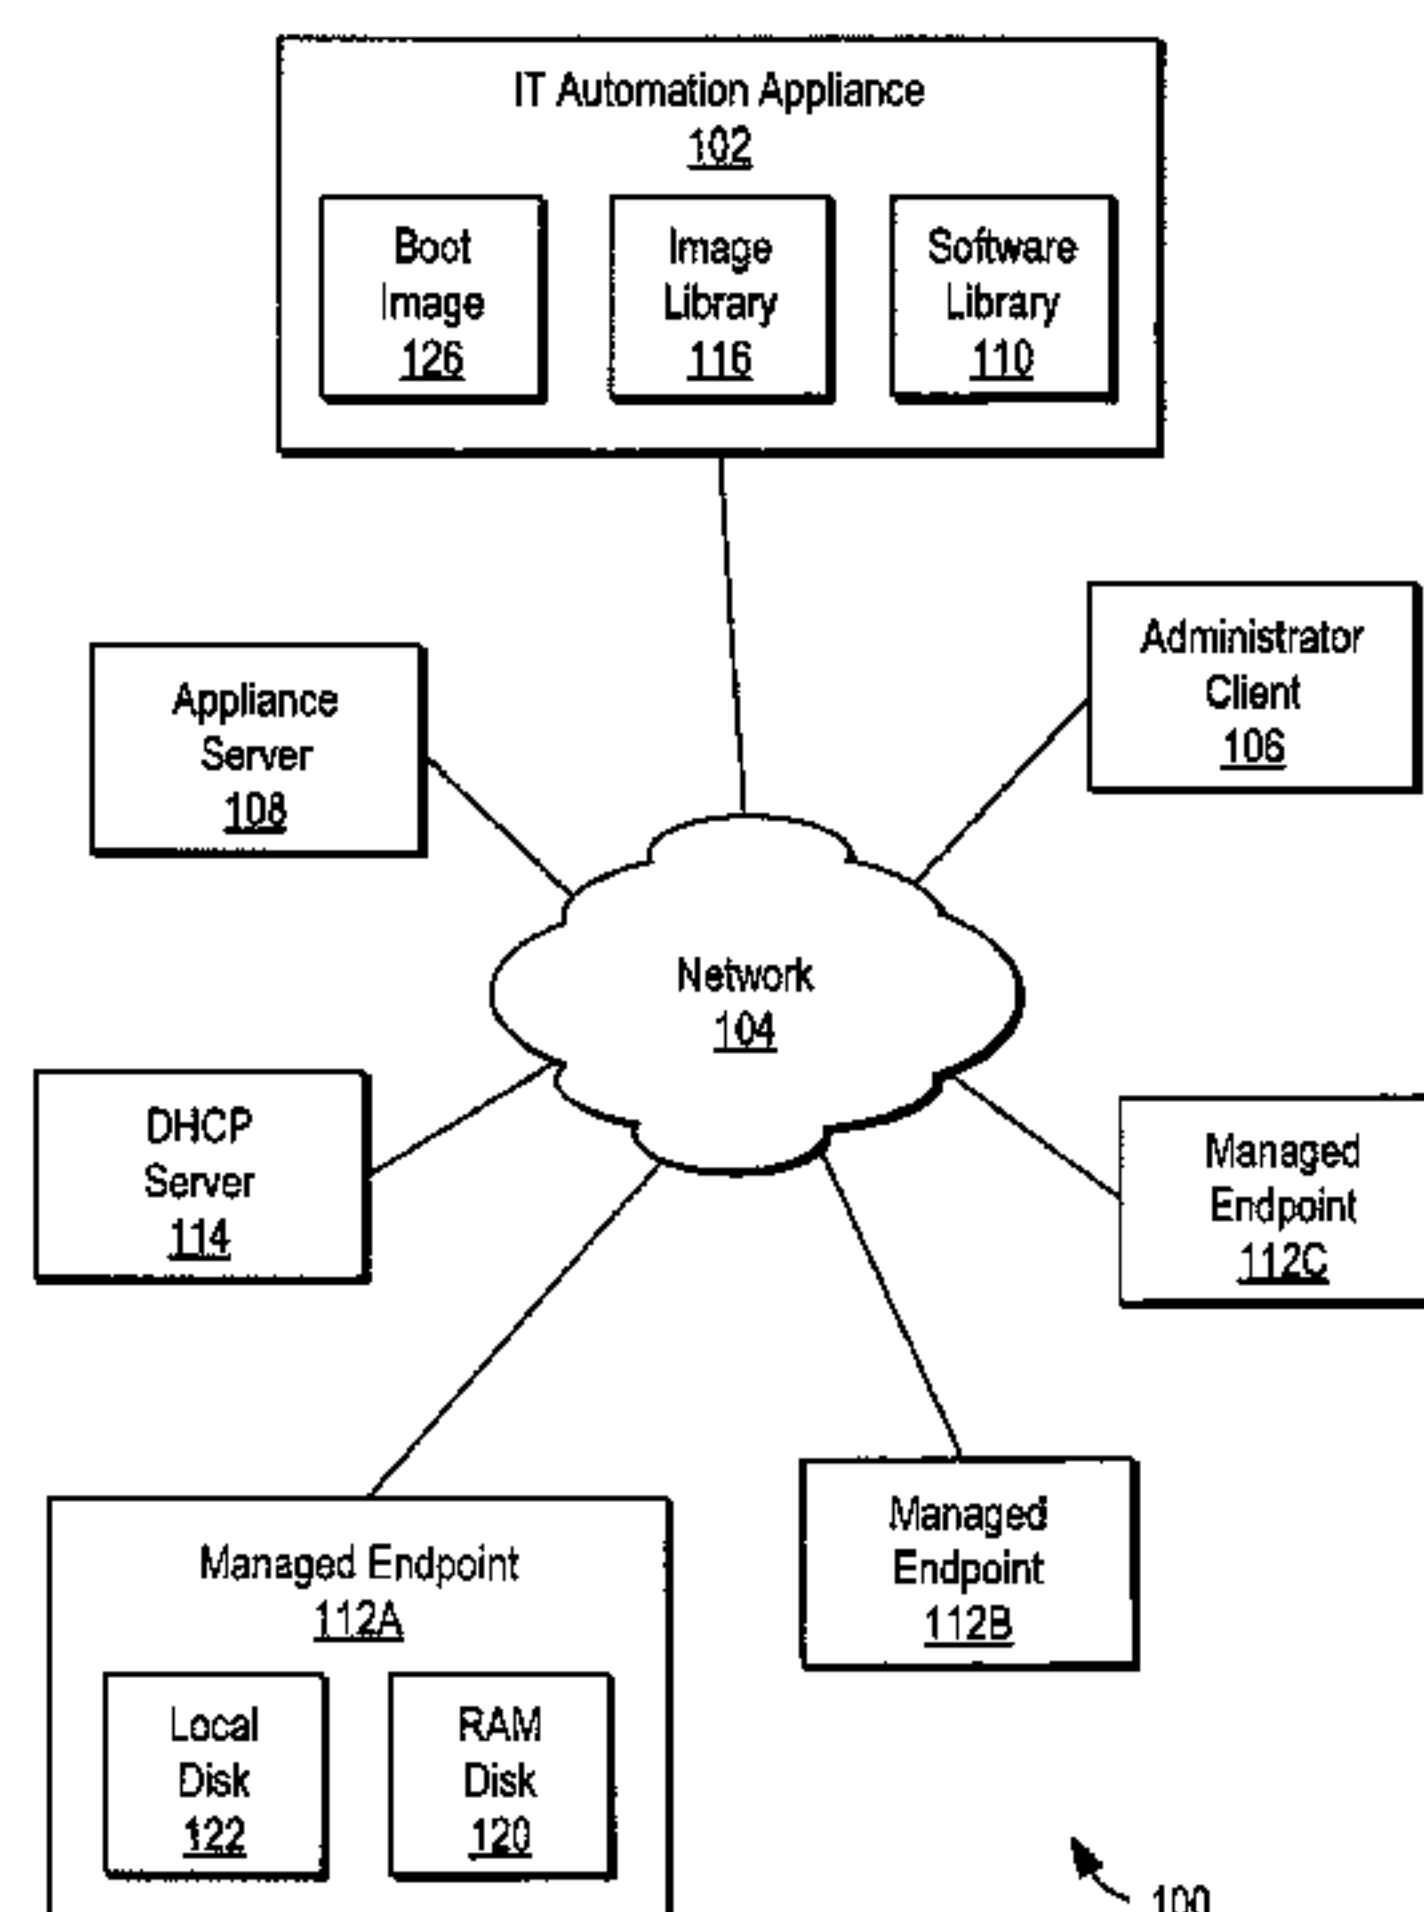 IT Automation Appliance
102
Boot
Image
126
Image
Library
116
Software
Library
110
Administrator
Client
106
Appliance
Server
108
Network
104
DHCP
Server
114
Managed
Endpoint
112C
Managed Endpoint
112A
Local
Disk
122
RAM
Disk
120
Managed
Endpoint
112B
100